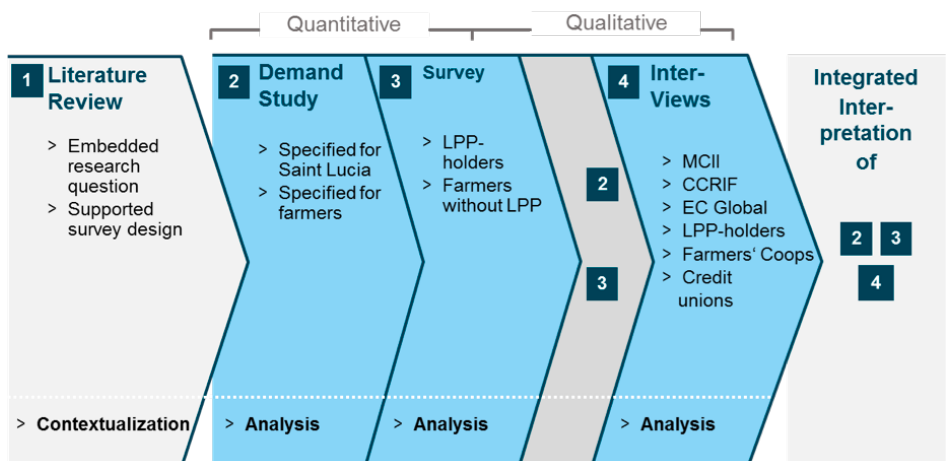 Quantitative
Qualitative
1 Literature
Review
> Embedded
research
question
> Supported
survey design
> Contextualization
2 Demand
Study
> Specified for
Saint Lucia
> Specified for
farmers
> Analysis
3 Survey
> LPP-
holders
> Farmers
without LPP
> Analysis
2
3
4 Inter-
Views
> MCII
> CCRIF
> EC Global
> LPP-holders
> Farmers‘ Coops
> Credit
unions
> Analysis
Integrated
Inter-
pretation
of
2 3
4